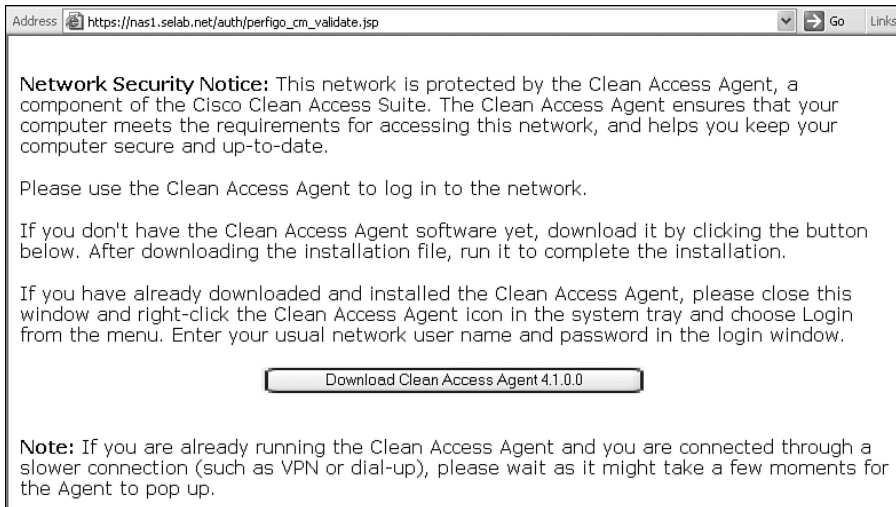 Address https://nas1.selab.net/auth/perfigo_cm_validate.jsp Go Links
Network Security Notice: This network is protected by the Clean Access Agent, a
component of the Cisco Clean Access Suite. The Clean Access Agent ensures that your
computer meets the requirements for accessing this network, and helps you keep your
computer secure and up-to-date.
Please use the Clean Access Agent to log in to the network.
If you don't have the Clean Access Agent software yet, download it by clicking the button
below. After downloading the installation file, run it to complete the installation.
If you have already downloaded and installed the Clean Access Agent, please close this
window and right-click the Clean Access Agent icon in the system tray and choose Login
from the menu. Enter your usual network user name and password in the login window.
Download Clean Access Agent 4.1.0.0
Note: If you are already running the Clean Access Agent and you are connected through a
slower connection (such as VPN or dial-up), please wait as it might take a few moments for
the Agent to pop up.